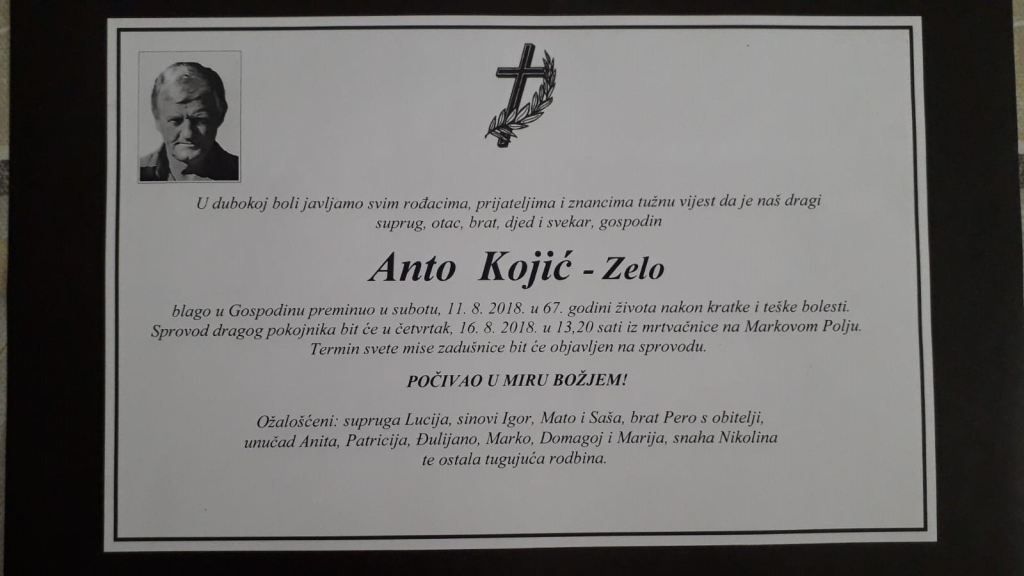 U dubokoj boli javljamo svim rođacima, prijateljima i znancima tužnu vijest da je naš dragi
suprug, otac, brat, djed i svekar, gospodin
Anto Kojić - Zelo
blago u Gospodinu preminuo u subotu, 11. 8. 2018. u 67. godini života nakon kratke i teške bolesti.
Sprovod dragog pokojnika bit će u četvrtak, 16. 8. 2018. u 13,20 sati iz mrtvačnice na Markovom Polju.
Termin svete mise zadušnice bit će objavljen na sprovodu.
POČIVAO U MIRU BOŽJEM!
Ožalošćeni: supruga Lucija, sinovi Igor, Mato i Saša, brat Pero s obitelji,
unučad Anita, Patricija, Đulijano, Marko, Domagoj i Marija, snaha Nikolina
te ostala tugujuća rodbina.